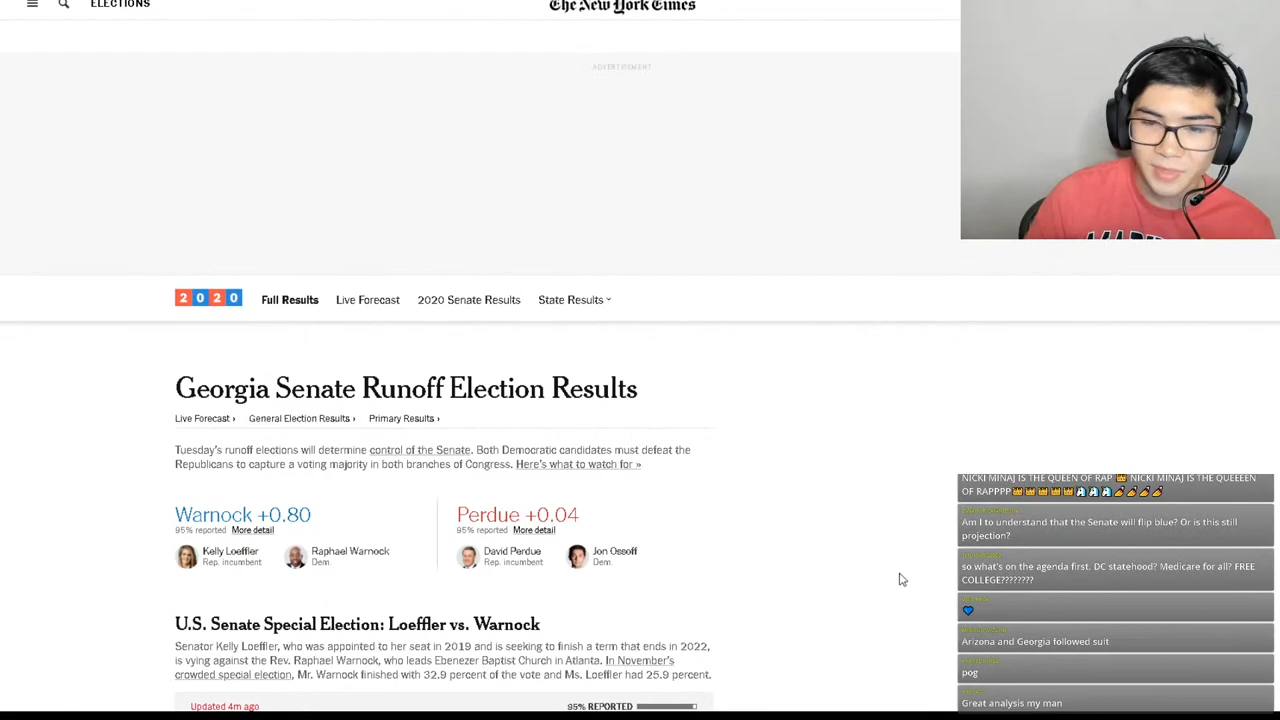 ELECTIONS
The New York Times
ADVERTISEMENT
2020
Full Results
Live Forecast
2020 Senate Results
State Results
Georgia Senate Runoff Election Results
Live Forecast ›
General Election Results ›
Primary Results ›
Tuesday's runoff elections will determine control of the Senate. Both Democratic candidates must defeat the
Republicans to capture a voting majority in both branches of Congress. Here's what to watch for »
Warnock +0.80
95% reported More detail
Kelly Loeffler
Rep. incumbent
Raphael Warnock
Dem.
Perdue +0.04
95% reported More detail
David Perdue
Rep. incumbent
Jon Ossoff
Dem.
U.S. Senate Special Election: Loeffler vs. Warnock
Senator Kelly Loeffler, who was appointed to her seat in 2019 and is seeking to finish a term that ends in 2022,
is vying against the Rev. Raphael Warnock, who leads Ebenezer Baptist Church in Atlanta. In November's
crowded special election, Mr. Warnock finished with 32.9 percent of the vote and Ms. Loeffler had 25.9 percent.
Updated 4m ago
95% REPORTED
NICKI MINAJ IS THE QUEEN OF RAP 👑 NICKI MINAJ IS THE QUEEEEN
OF RAPPPP
Am I to understand that the Senate will flip blue? Or is this still
projection?
so what's on the agenda first. DC statehood? Medicare for all? FREE
COLLEGE????????
💙
Arizona and Georgia followed suit
pog
Great analysis my man